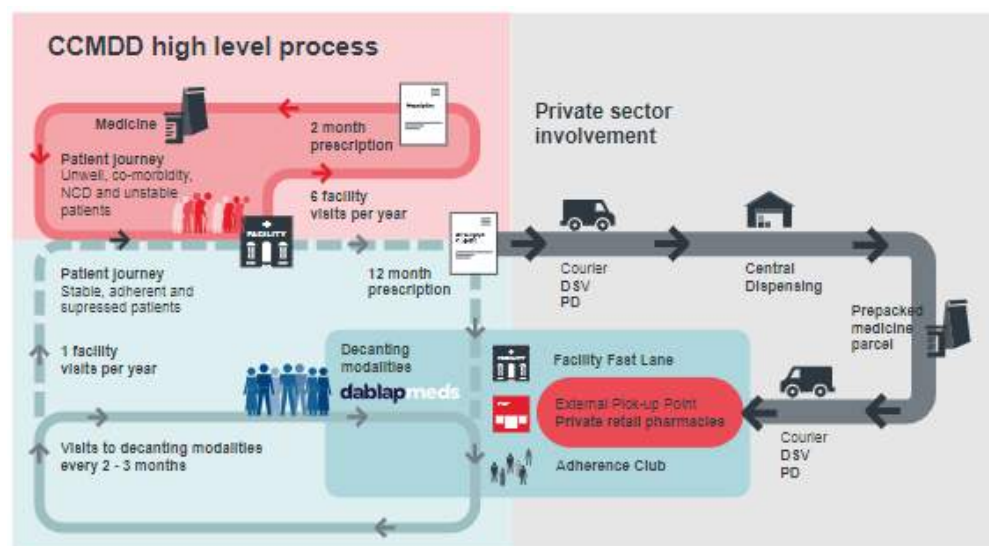 CCMDD high level process
Medicine
2 month
prescription
Patient journey
Unwell, co-morbidity,
NCD and unstable
patients
6 facility
visits per year
FACILITY
Private sector
involvement
Patient journey
Stable, adherent and
supressed patients
12 month
prescription
Courier
DSV
PD
Central
Dispensing
Prepacked
medicine
parcel
1 facility
visits per year
Decanting
modalities
dablapmeds
Facility Fast Lane
External Pick-up Point
Private retail pharmacies
Adherence Club
Visits to decanting modalities
every 2 - 3 months
Courier
DSV
PD